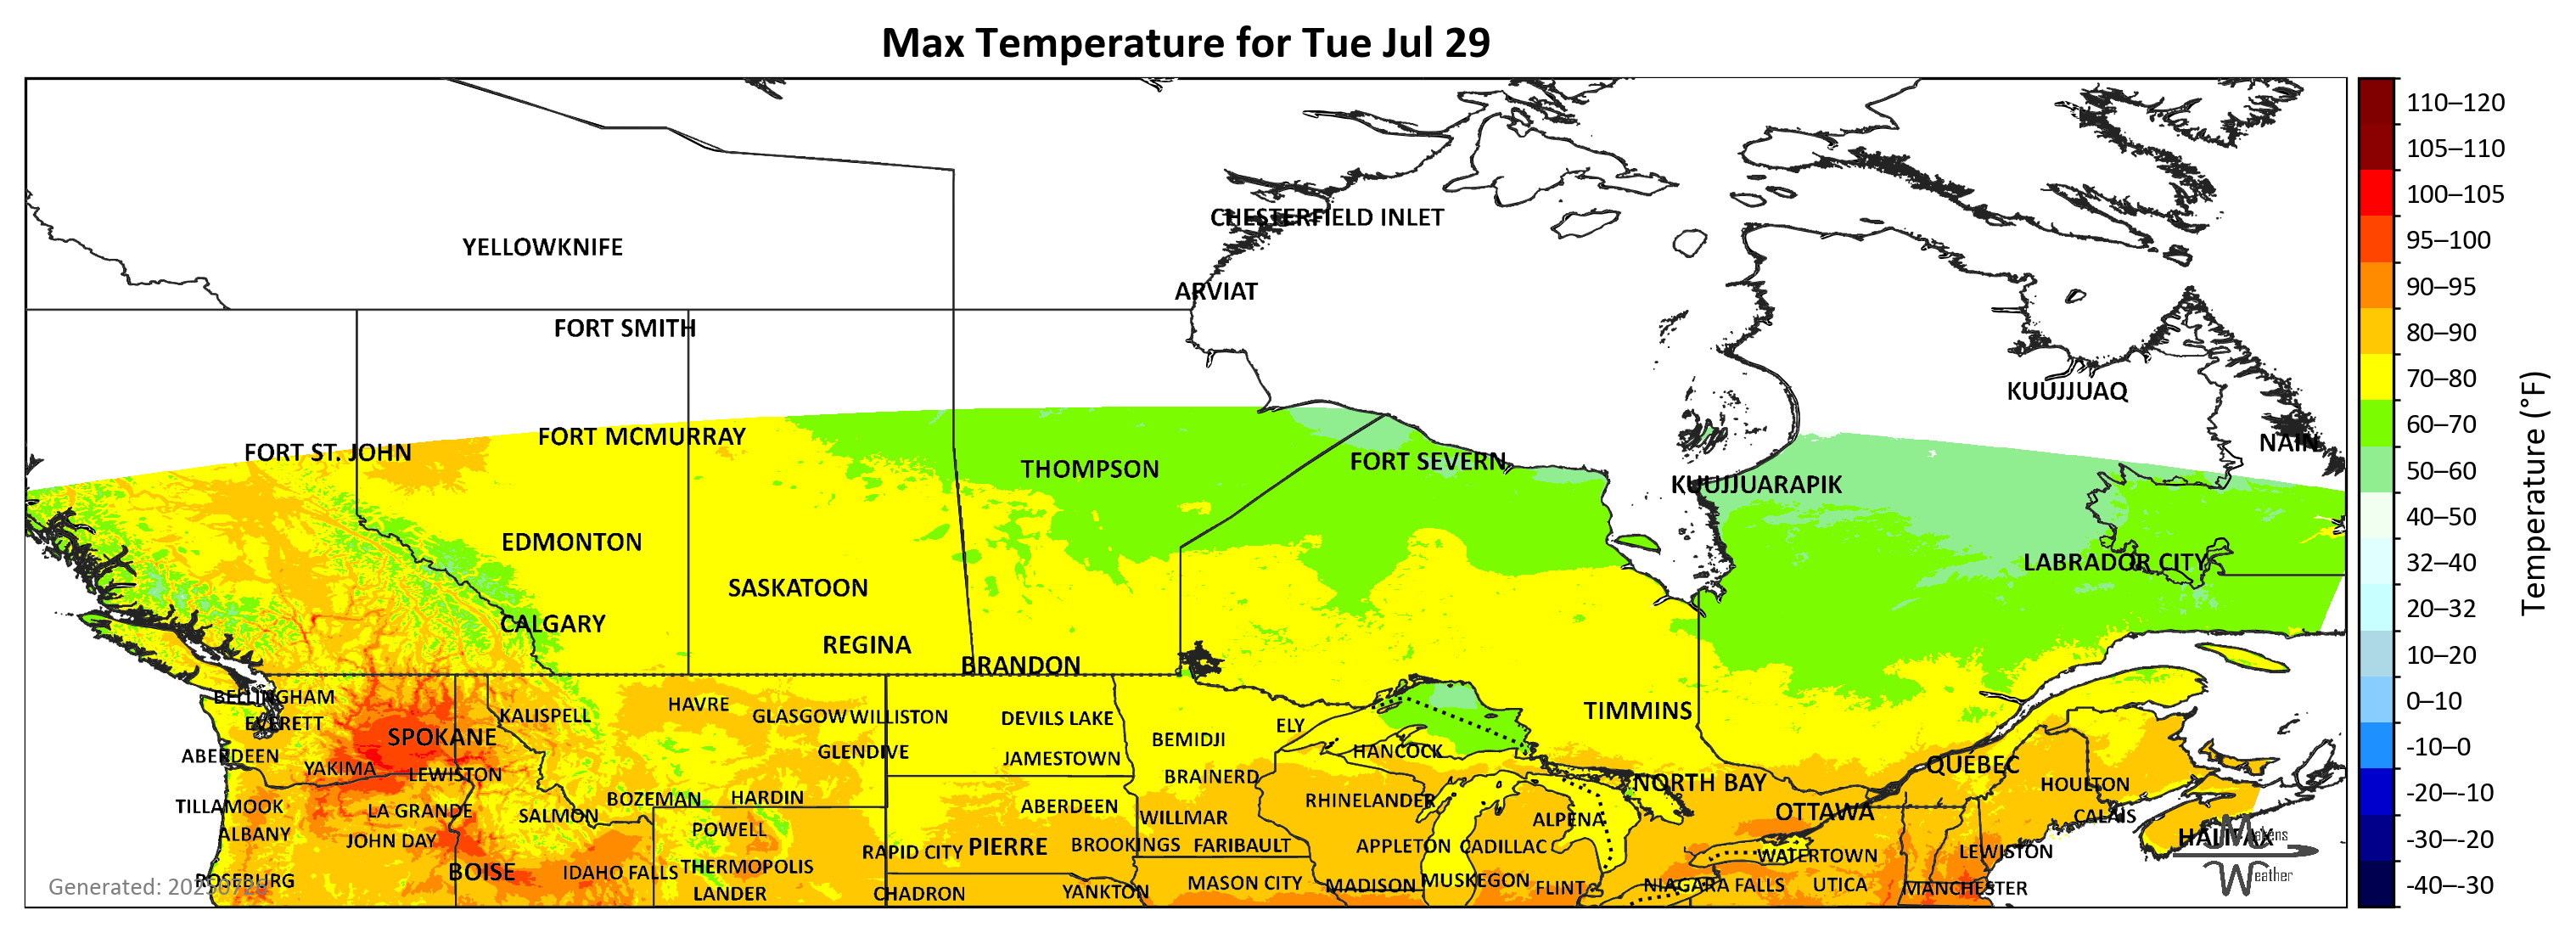 Max Temperature for Tue Jul 29
CHESTERFIELD INLET
YELLOWKNIFE
ARVIAT
FORT SMITH
KUUJJUAQ
FORT MCMURRAY
NAIN
FORT ST. JOHN
FORT SEVERN
THOMPSON
KUUJJUARAPIK
EDMONTON
LABRADOR CITY
SASKATOON
CALGARY
REGINA
BRANDON
BELLINGHAM
HAVRE
TIMMINS
KALISPELL
GLASGOW WILLISTON
DEVILS LAKE
EVERETT
ELY
SPOKANE
BEMIDJI
ABERDEEN
GLENDIVE
HANCOCK
JAMESTOWN
QUÉBEC
YAKIMA
LEWISTON
BRAINERD
NORTH BAY
HOULTON
BOZEMAN
HARDIN
RHINELANDER
TILLAMOOK
ABERDEEN
LA GRANDE
SALMON
WILLMAR
OTTAWA
CALAIS
ALPENA
ALBANY
POWELL
HALIFAX
JOHN DAY
PIERRE
BROOKINGS
FARIBAULT
APPLETON
CADILLAC
RAPID CITY
LEWISTON
WATERTOWN
THERMOPOLIS
BOISE
IDAHO FALLS
ROSEBURG
MUSKEGON
MASON CITY
MADISON
NIAGARA FALLS
UTICA
FLINT
MANCHESTER
LANDER
CHADRON
YANKTON
Generated:
Weather
110–120
105–110
100–105
95–100
90–95
80–90
70–80
60–70
50–60
40–50
32–40
20–32
10–20
0–10
-10–0
-20–-10
-30–-20
-40–-30
Temperature (°F)